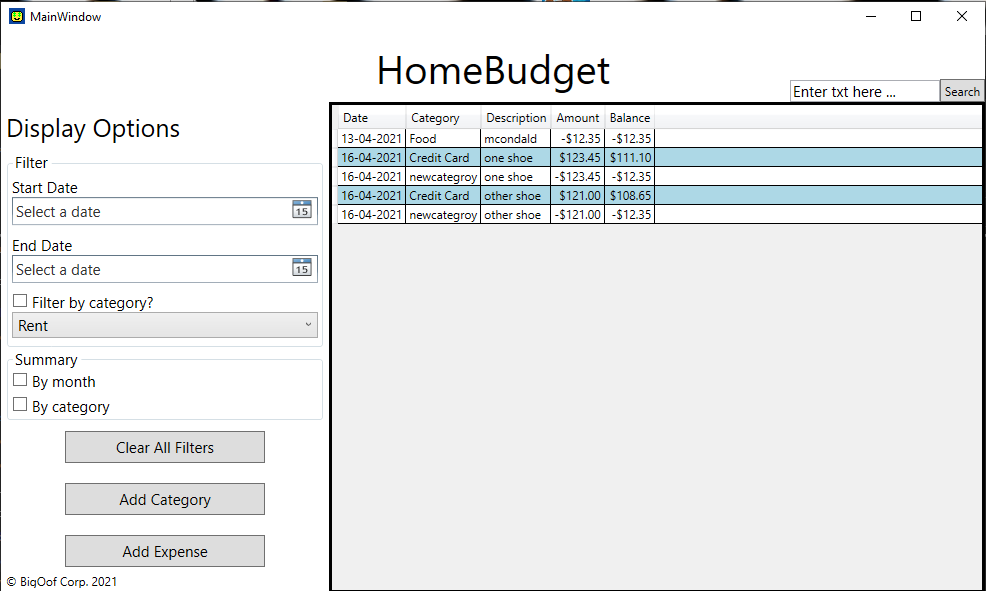 MainWindow
HomeBudget
Enter txt here ... Search
Display Options
Filter
Start Date
Select a date 15
End Date
Select a date 15
Filter by category?
Rent
Summary
By month
By category
Clear All Filters
Add Category
Add Expense
© BigOof Corp. 2021
Date Category Description Amount Balance
13-04-2021 Food mcondald -$12.35 -$12.35
16-04-2021 Credit Card one shoe $123.45 $111.10
16-04-2021 newcategroy one shoe -$123.45 -$12.35
16-04-2021 Credit Card other shoe $121.00 $108.65
16-04-2021 newcategroy other shoe -$121.00 -$12.35